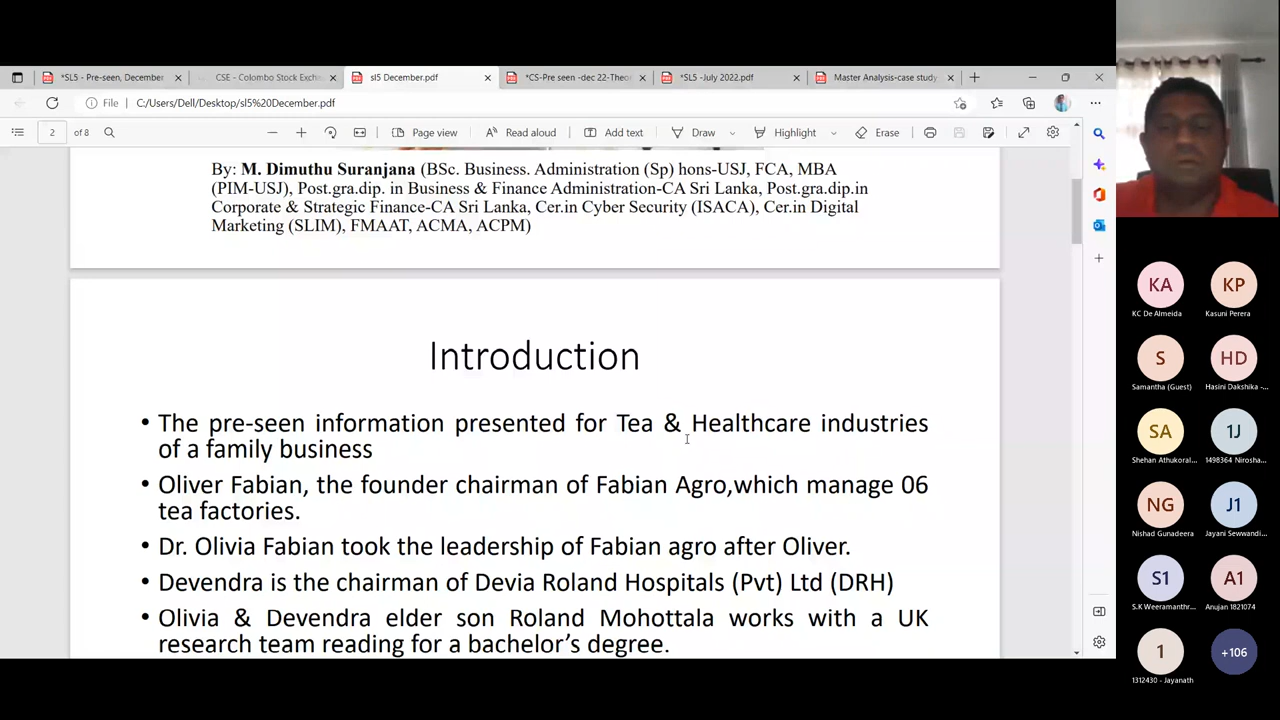 *SL5 - Pre-seen, December
CSE - Colombo Stock Excha
sl5 December.pdf
*CS-Pre seen -dec 22-Theo
*SL5 -July 2022.pdf
Master Analysis-case study
File
C:/Users/Dell/Desktop/sl5%20December.pdf
2 of 8
Page view
Read aloud
Add text
Draw
Highlight
Erase
By: M. Dimuthu Suranjana (BSc. Business. Administration (Sp) hons-USJ, FCA, MBA
(PIM-USJ), Post.gra.dip. in Business & Finance Administration-CA Sri Lanka, Post.gra.dip.in
Corporate & Strategic Finance-CA Sri Lanka, Cer.in Cyber Security (ISACA), Cer.in Digital
Marketing (SLIM), FMAAT, ACMA, ACPM)
Introduction
• The pre-seen information presented for Tea & Healthcare industries
of a family business
• Oliver Fabian, the founder chairman of Fabian Agro,which manage 06
tea factories.
• Dr. Olivia Fabian took the leadership of Fabian agro after Oliver.
• Devendra is the chairman of Devia Roland Hospitals (Pvt) Ltd (DRH)
• Olivia & Devendra elder son Roland Mohottala works with a UK
research team reading for a bachelor's degree.
KA
KC De Almeida
KP
Kasuni Perera
S
Samantha (Guest)
HD
Hasini Dakshika -...
SA
Shehan Athukoral...
1J
1498364 Nirosha...
NG
Nishad Gunadeera
J1
Jayani Sewwandi...
S1
S.K Weeramanthr...
A1
Anujan 1821074
1
1312430 - Jayanath
+106